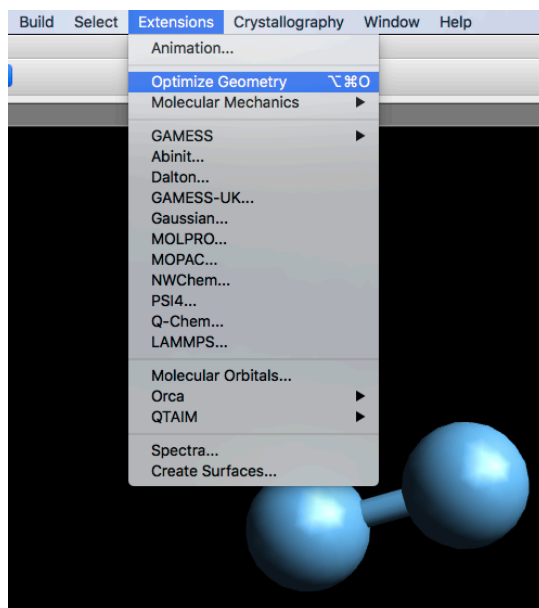 Build Select Extensions Crystallography Window Help
Animation...
Optimize Geometry ⌥⌘O
Molecular Mechanics ▶
GAMESS ▶
Abinit...
Dalton...
GAMESS-UK...
Gaussian...
MOLPRO...
MOPAC...
NWChem...
PSI4...
Q-Chem...
LAMMPS...
Molecular Orbitals...
Orca ▶
QTAIM ▶
Spectra...
Create Surfaces...